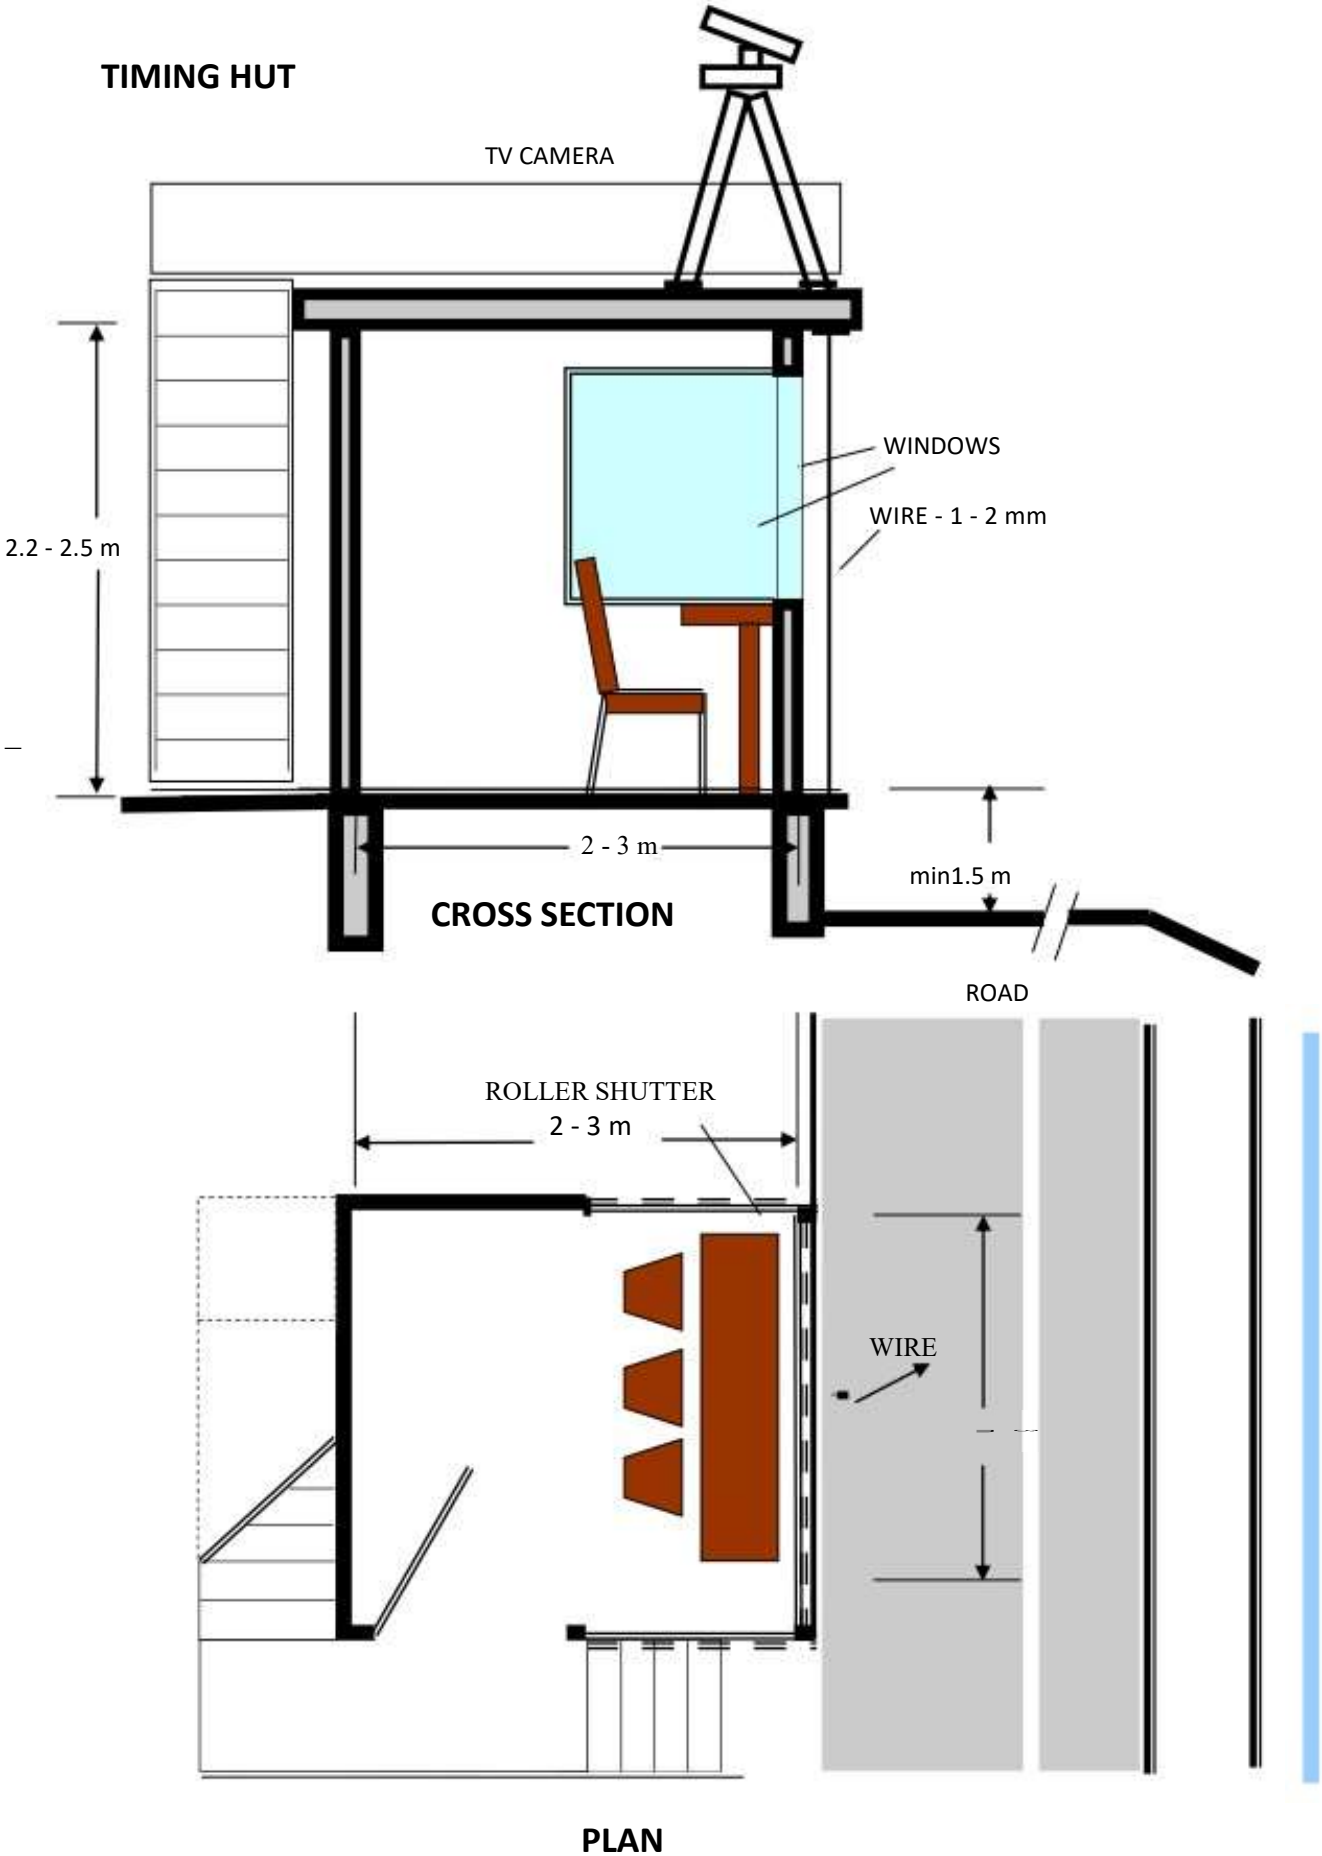 TIMING HUT
TV CAMERA
WINDOWS
WIRE - 1 - 2 mm
2.2 - 2.5 m
2 - 3 m
min1.5 m
CROSS SECTION
ROAD
ROLLER SHUTTER
2 - 3 m
WIRE
PLAN